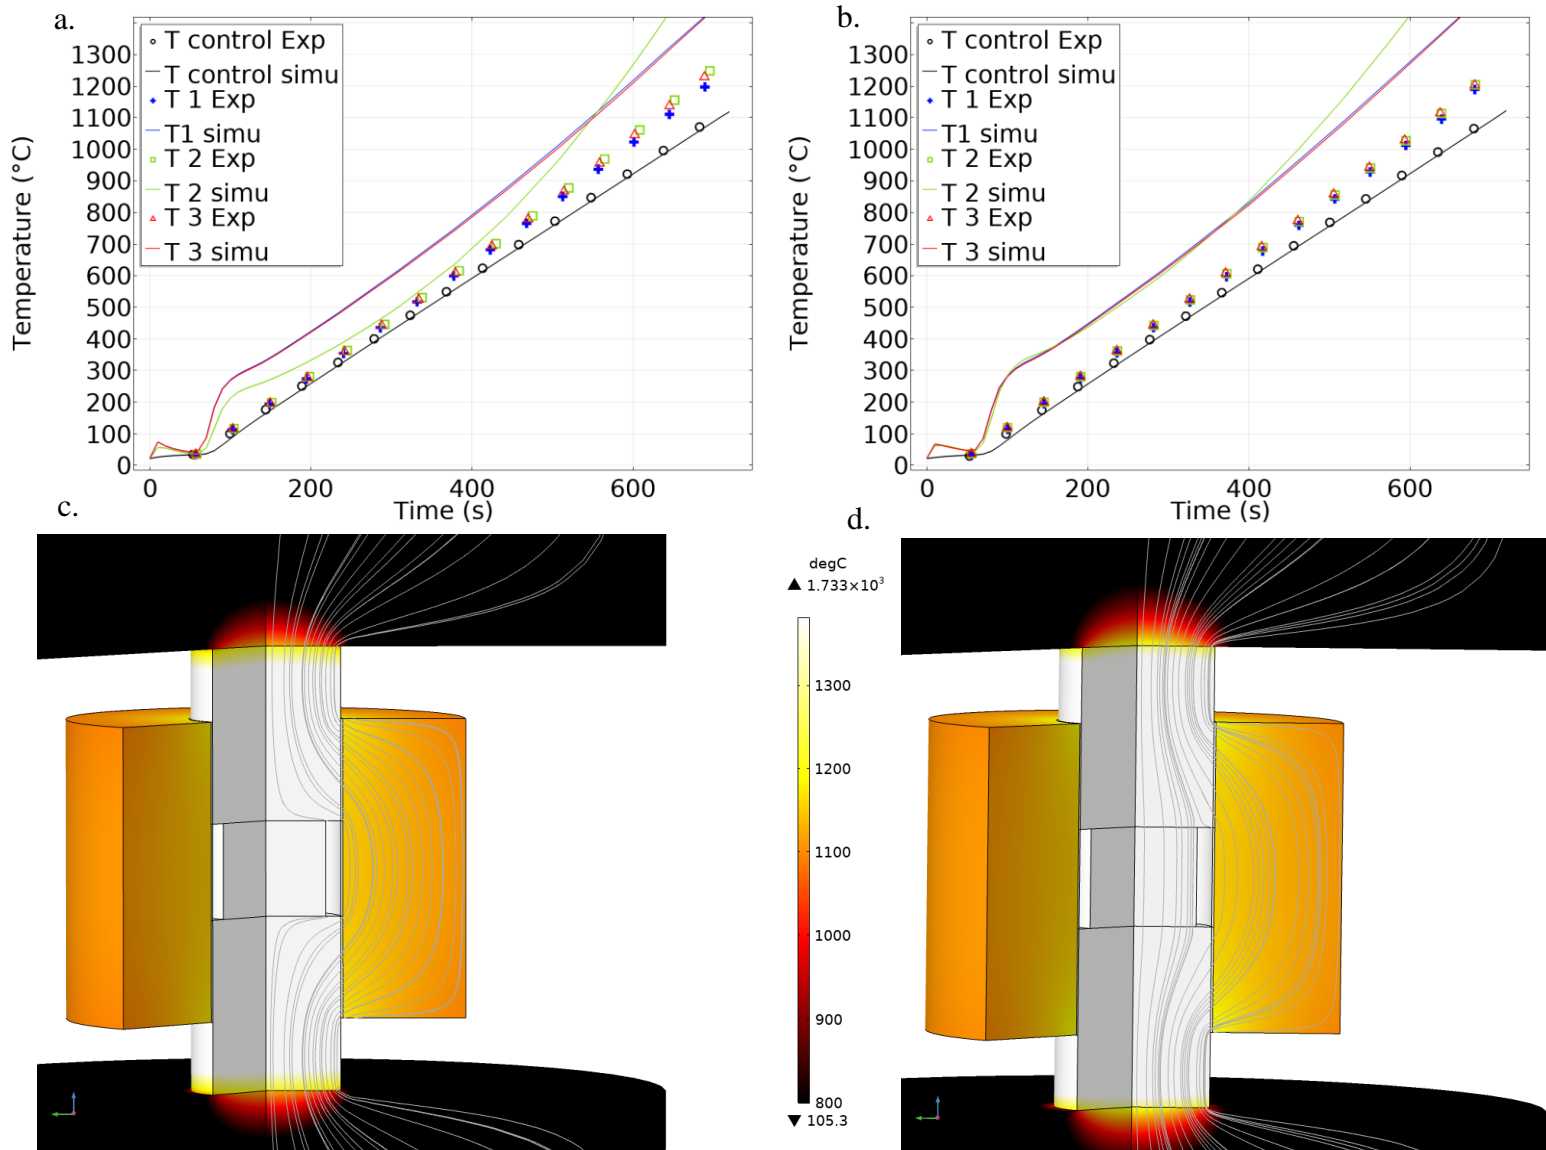 a.
T control Exp
T control simu
T 1 Exp
T1 simu
T 2 Exp
T 2 simu
T 3 Exp
T 3 simu
Temperature (°C)
1300
1200
1100
1000
900
800
700
600
500
400
300
200
100
0
0 200 400 600
Time (s)
b.
T control Exp
T control simu
T 1 Exp
T1 simu
T 2 Exp
T 2 simu
T 3 Exp
T 3 simu
Temperature (°C)
1300
1200
1100
1000
900
800
700
600
500
400
300
200
100
0
0 200 400 600
Time (s)
c.
degC
▲ 1.733×10³
1300
1200
1100
1000
900
800
▼ 105.3
d.